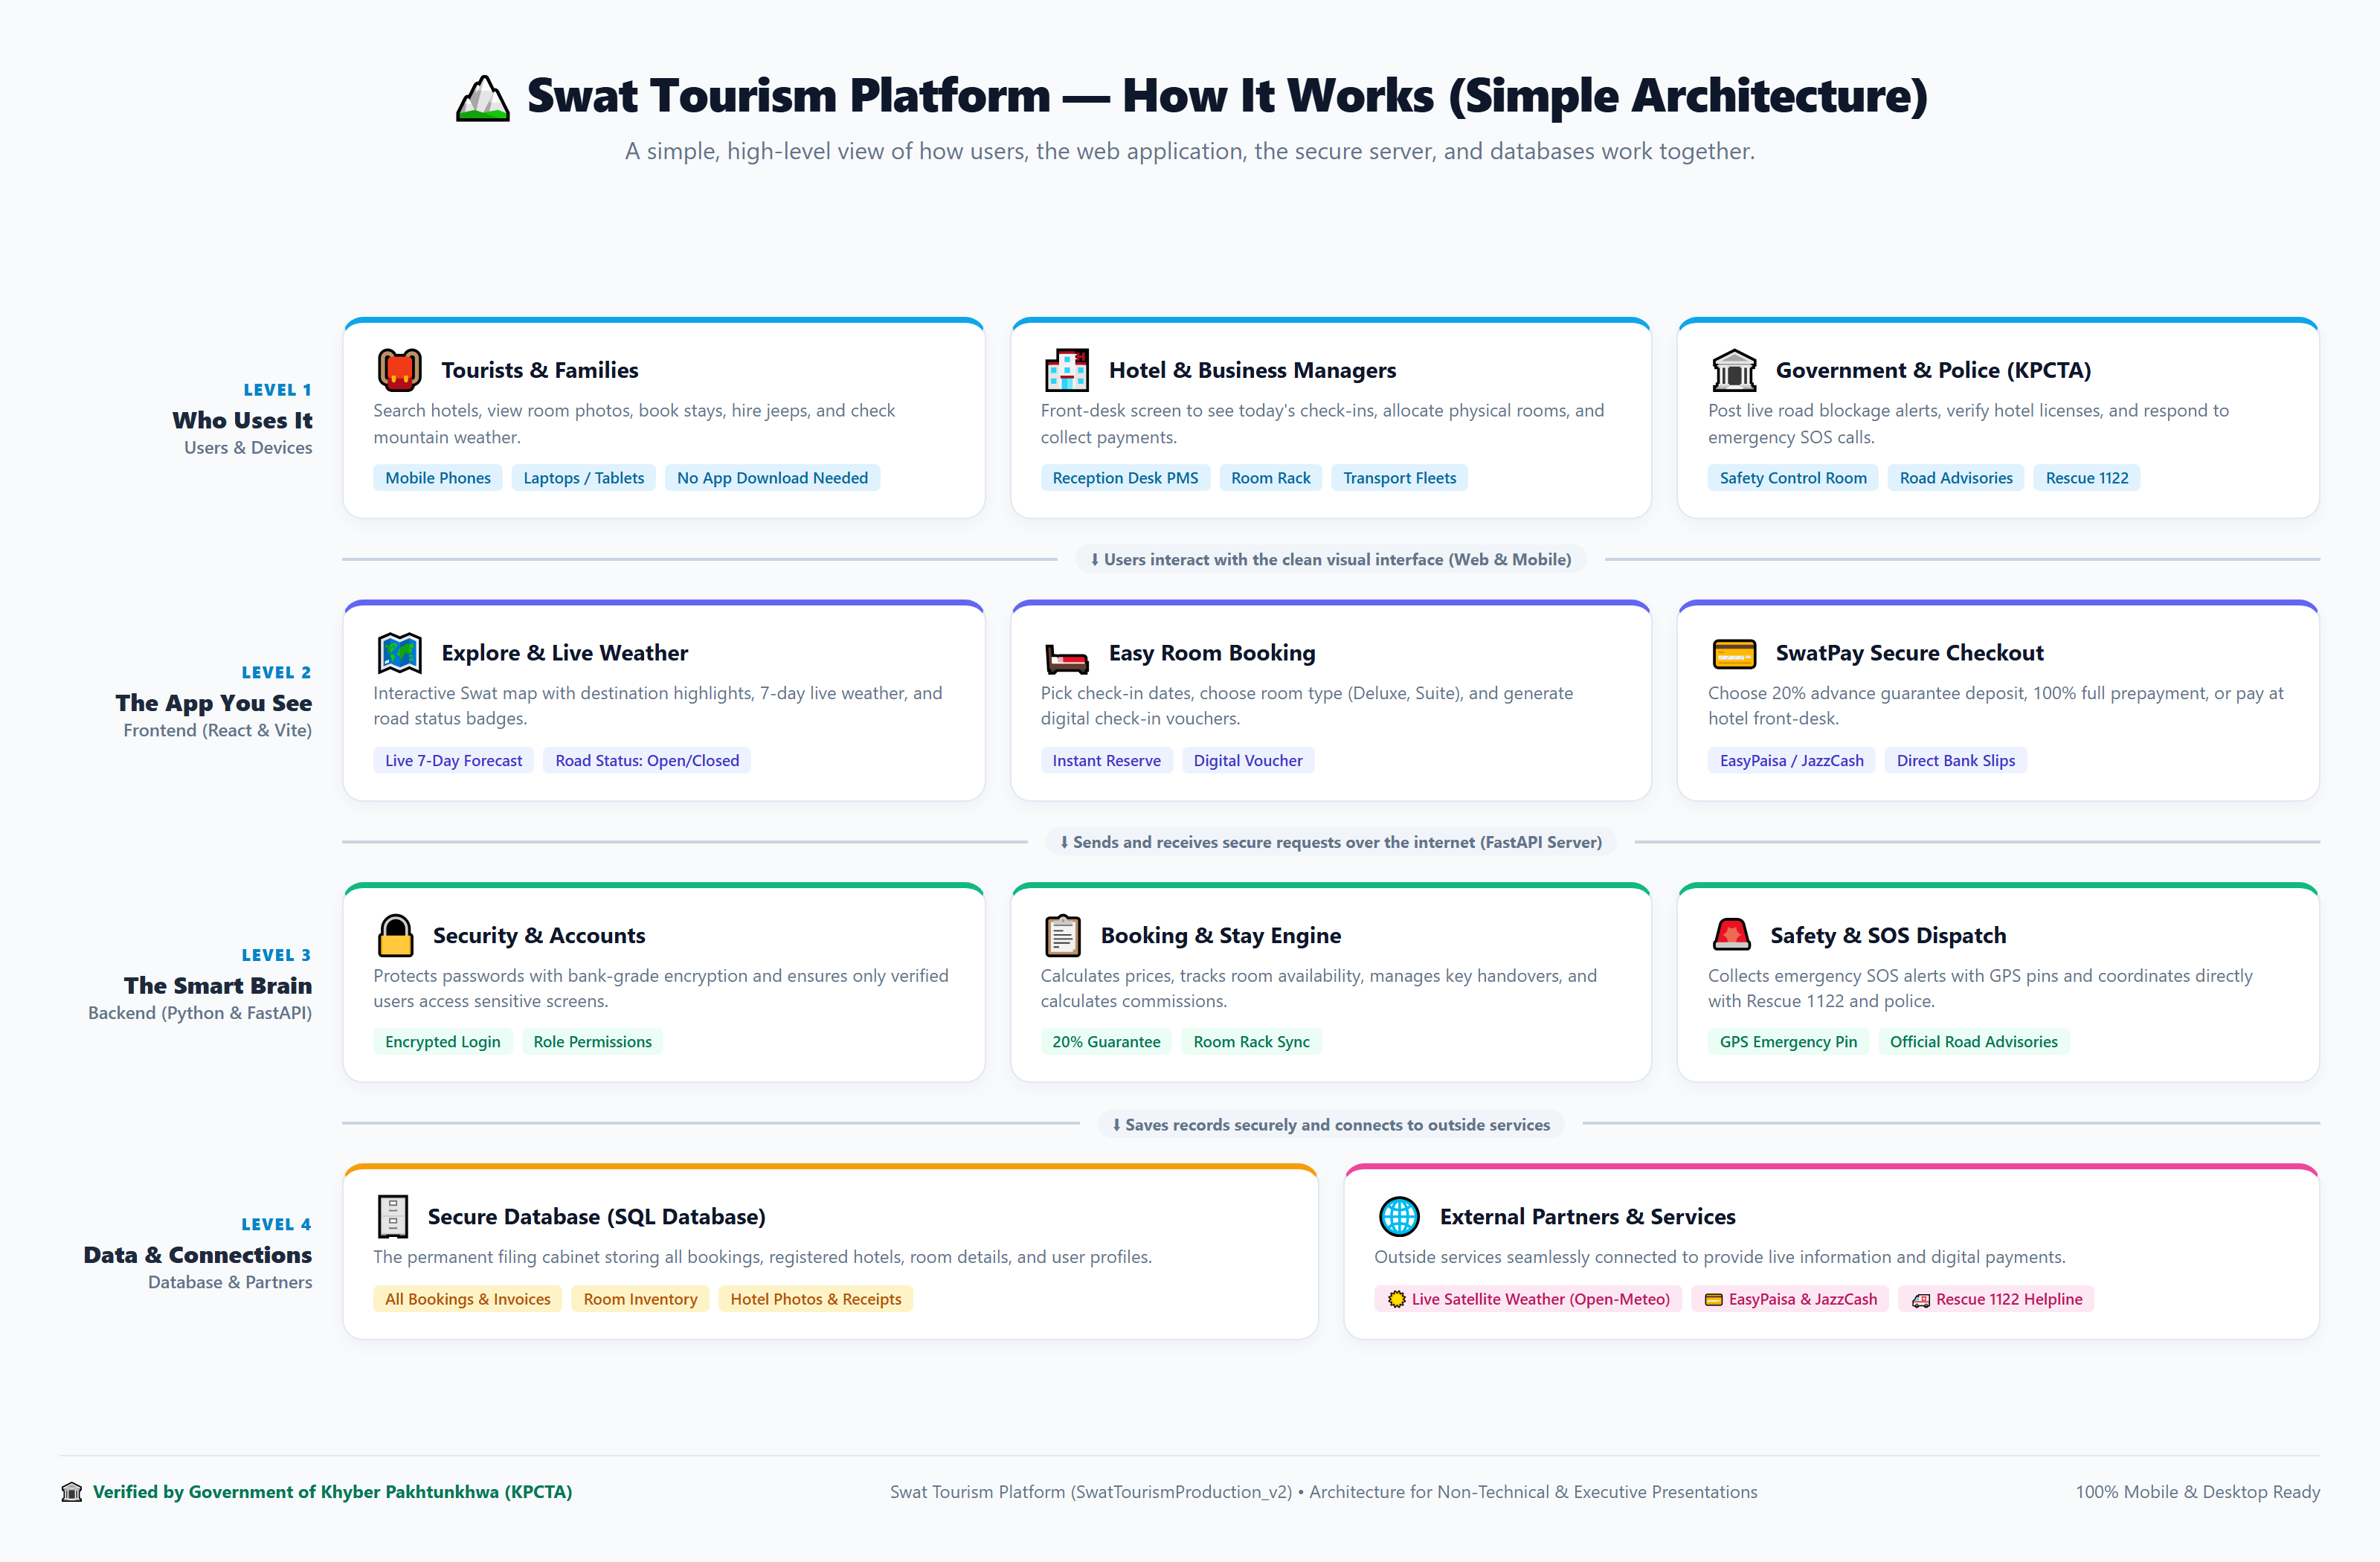 Swat Tourism Platform — How It Works (Simple Architecture)
A simple, high-level view of how users, the web application, the secure server, and databases work together.
LEVEL 1
Who Uses It
Users & Devices
Tourists & Families
Search hotels, view room photos, book stays, hire jeeps, and check
mountain weather.
Mobile Phones
Laptops / Tablets
No App Download Needed
Hotel & Business Managers
Front-desk screen to see today's check-ins, allocate physical rooms, and
collect payments.
Reception Desk PMS
Room Rack
Transport Fleets
Government & Police (KPCTA)
Post live road blockage alerts, verify hotel licenses, and respond to
emergency SOS calls.
Safety Control Room
Road Advisories
Rescue 1122
⬇ Users interact with the clean visual interface (Web & Mobile)
LEVEL 2
The App You See
Frontend (React & Vite)
Explore & Live Weather
Interactive Swat map with destination highlights, 7-day live weather, and
road status badges.
Live 7-Day Forecast
Road Status: Open/Closed
Easy Room Booking
Pick check-in dates, choose room type (Deluxe, Suite), and generate
digital check-in vouchers.
Instant Reserve
Digital Voucher
SwatPay Secure Checkout
Choose 20% advance guarantee deposit, 100% full prepayment, or pay at
hotel front-desk.
EasyPaisa / JazzCash
Direct Bank Slips
⬇ Sends and receives secure requests over the internet (FastAPI Server)
LEVEL 3
The Smart Brain
Backend (Python & FastAPI)
Security & Accounts
Protects passwords with bank-grade encryption and ensures only verified
users access sensitive screens.
Encrypted Login
Role Permissions
Booking & Stay Engine
Calculates prices, tracks room availability, manages key handovers, and
calculates commissions.
20% Guarantee
Room Rack Sync
Safety & SOS Dispatch
Collects emergency SOS alerts with GPS pins and coordinates directly
with Rescue 1122 and police.
GPS Emergency Pin
Official Road Advisories
⬇ Saves records securely and connects to outside services
LEVEL 4
Data & Connections
Database & Partners
Secure Database (SQL Database)
The permanent filing cabinet storing all bookings, registered hotels, room details, and user profiles.
All Bookings & Invoices
Room Inventory
Hotel Photos & Receipts
External Partners & Services
Outside services seamlessly connected to provide live information and digital payments.
Live Satellite Weather (Open-Meteo)
EasyPaisa & JazzCash
Rescue 1122 Helpline
Verified by Government of Khyber Pakhtunkhwa (KPCTA)
Swat Tourism Platform (SwatTourismProduction_v2) • Architecture for Non-Technical & Executive Presentations
100% Mobile & Desktop Ready